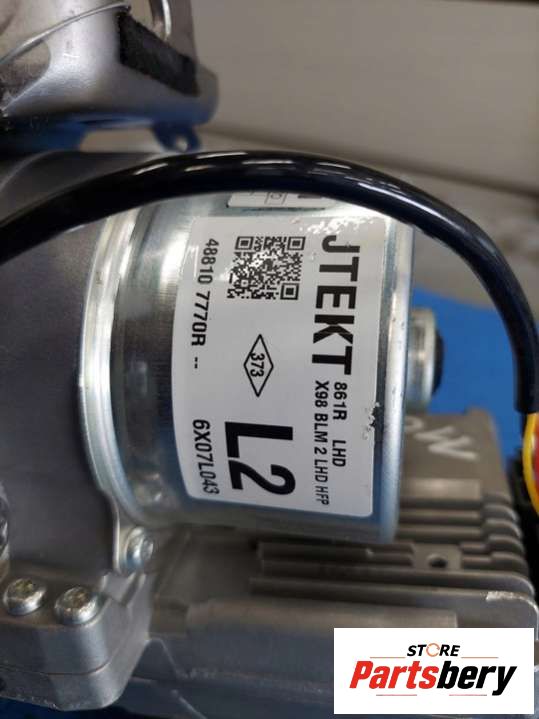 JTEKT
861R LHD
X98 BLM 2 LHD HFP
48810 7770R --
373
L2
6X07L043
STORE
Partsbery